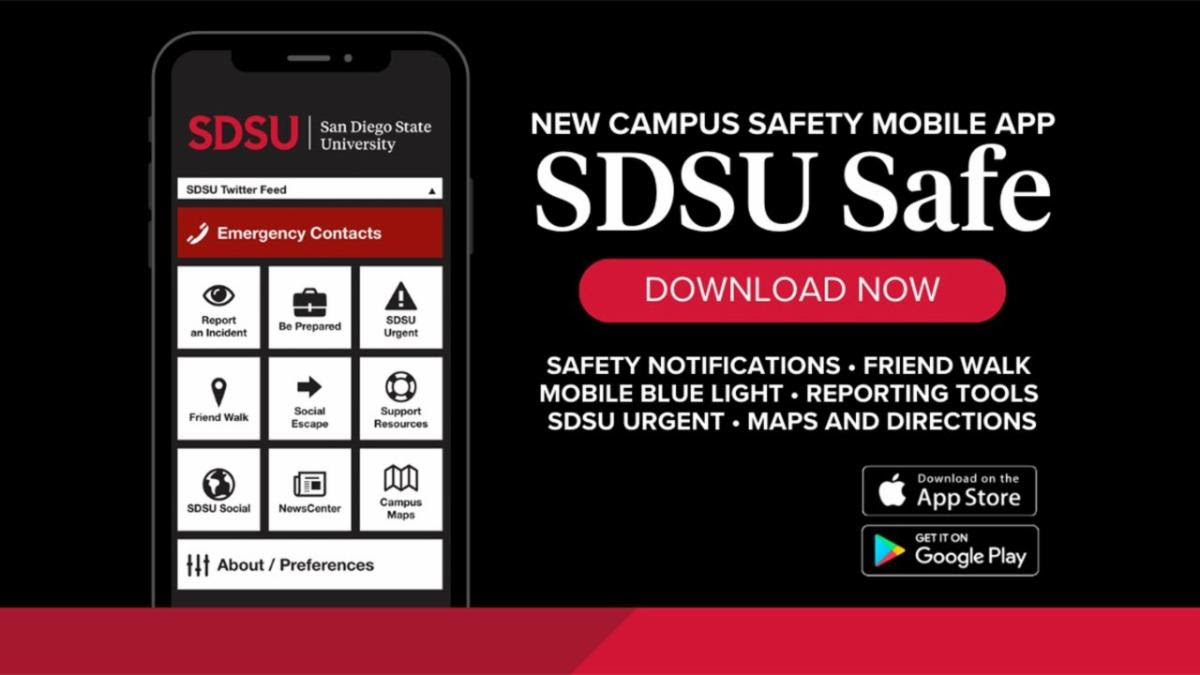 SDSU
San Diego State
University
SDSU Twitter Feed
Emergency Contacts
Report
an Incident
Be Prepared
SDSU
Urgent
Friend Walk
Social
Escape
Support
Resources
SDSU Social
NewsCenter
Campus
Maps
About / Preferences
NEW CAMPUS SAFETY MOBILE APP
SDSU Safe
DOWNLOAD NOW
SAFETY NOTIFICATIONS • FRIEND WALK
MOBILE BLUE LIGHT • REPORTING TOOLS
SDSU URGENT • MAPS AND DIRECTIONS
Download on the
App Store
GET IT ON
Google Play